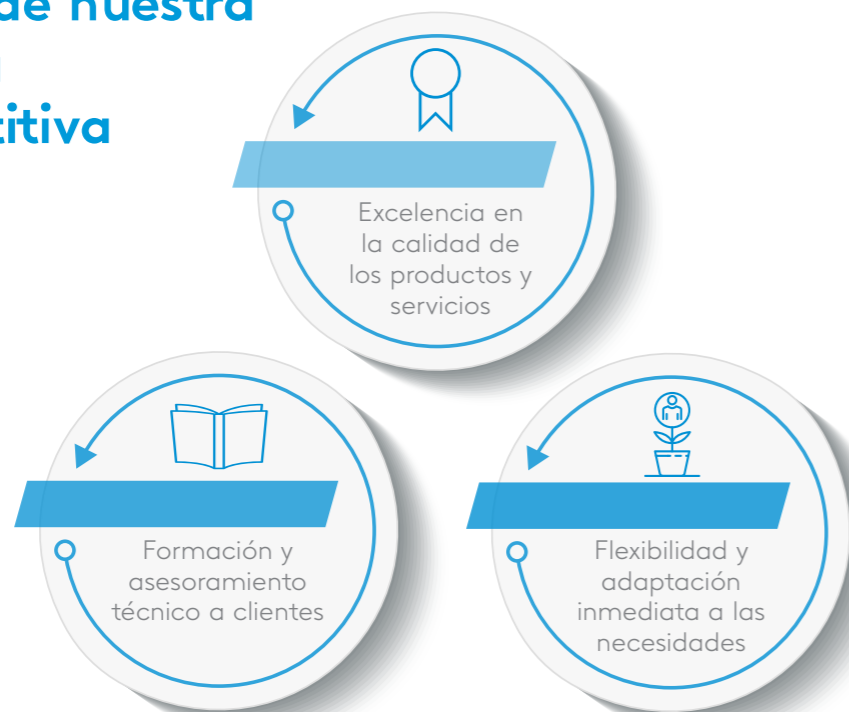 de nuestra
titiva
Excelencia en
la calidad de
los productos y
servicios
Formación y
asesoramiento
técnico a clientes
Flexibilidad y
adaptación
inmediata a las
necesidades